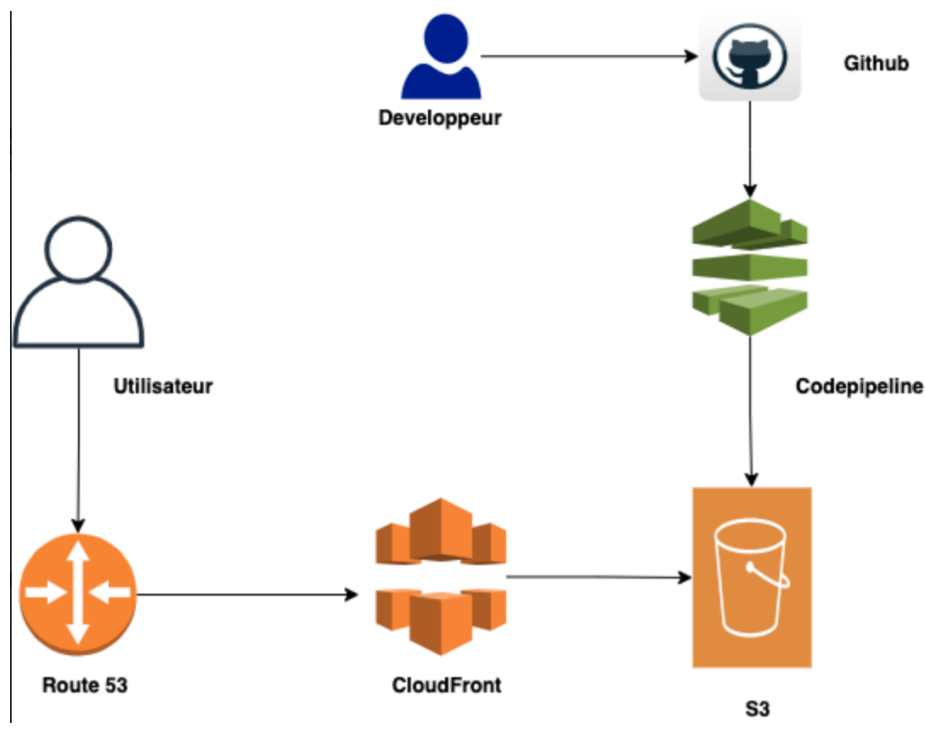 Github
Developpeur
Utilisateur
Codepipeline
Route 53
CloudFront
S3